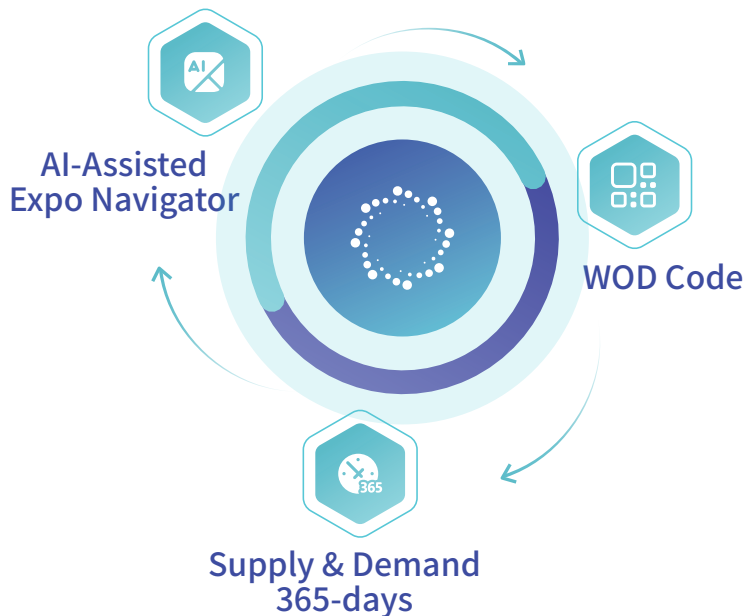 AI
AI-Assisted
Expo Navigator
WOD Code
365
Supply & Demand
365-days